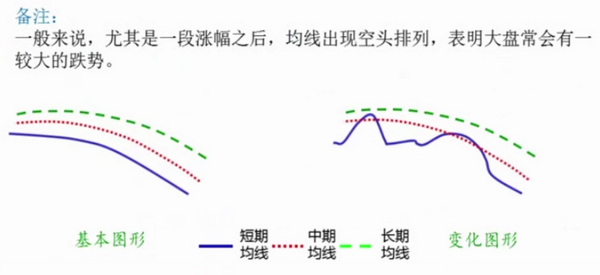 备注：
一般来说，尤其是一段涨幅之后，均线出现空头排列，表明大盘常会有一
较大的跌势。
基本图形
短期
均线
中期
均线
长期
均线
变化图形